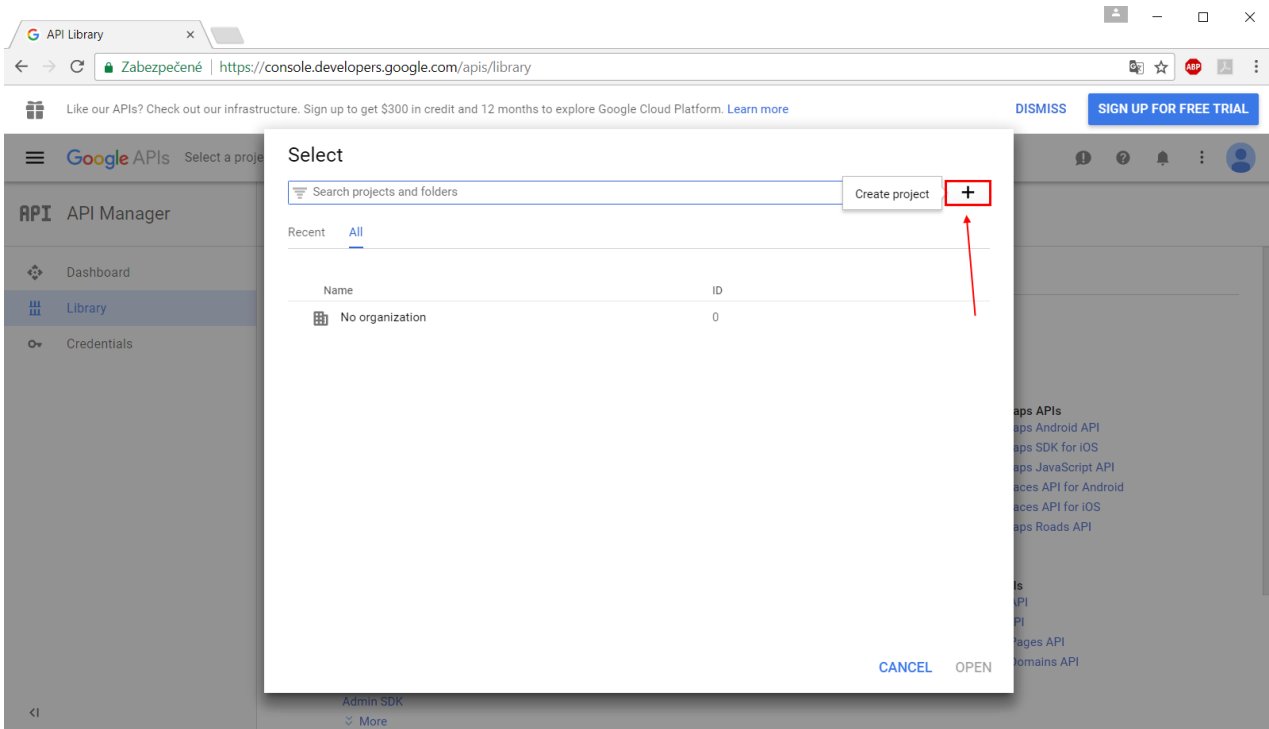 API Library
Zabezpečené | https://console.developers.google.com/apis/library
ABP
Like our APIs? Check out our infrastructure. Sign up to get $300 in credit and 12 months to explore Google Cloud Platform. Learn more
DISMISS
SIGN UP FOR FREE TRIAL
Google APIs
Select a proje
API API Manager
Dashboard
Library
Credentials
Select
Search projects and folders
Create project
Recent
All
Name
ID
No organization
0
CANCEL
OPEN
aps APIs
aps Android API
aps SDK for iOS
aps JavaScript API
aces API for Android
aces API for iOS
aps Roads API
Is
API
PI
Pages API
Domains API
Admin SDK
More